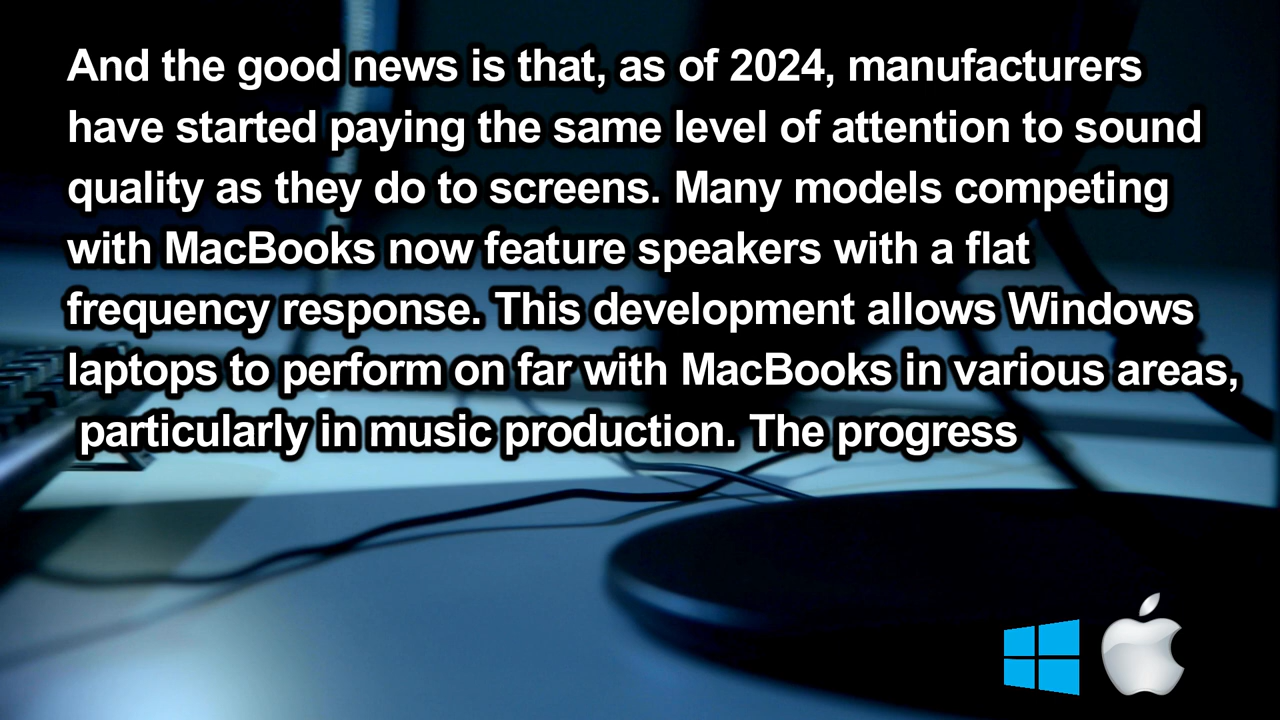 And the good news is that, as of 2024, manufacturers
have started paying the same level of attention to sound
quality as they do to screens. Many models competing
with MacBooks now feature speakers with a flat
frequency response. This development allows Windows
laptops to perform on far with MacBooks in various areas,
particularly in music production. The progress